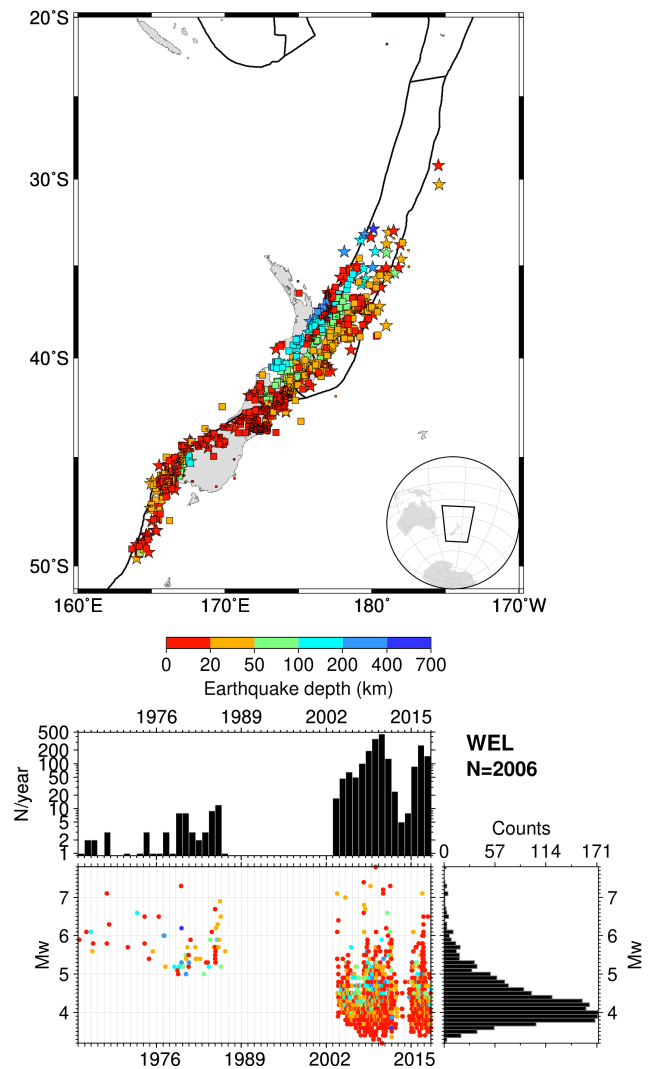 20°S
30°S
40°S
50°S
160°E 170°E 180° 170°W
0 20 50 100 200 400 700
Earthquake depth (km)
1976 1989 2002 2015
500
200
100
50
20
10
5
2
1
N/year
WEL
N=2006
Counts
0 57 114 171
7
6
5
4
Mw
7
6
5
4
Mw
1976 1989 2002 2015